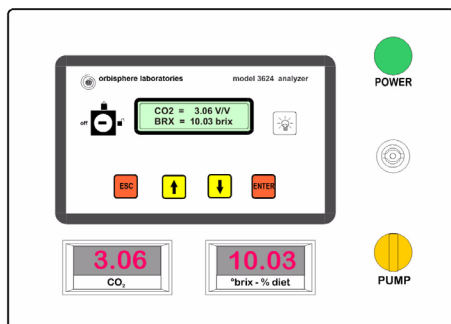 orbisphere laboratories model 3624 analyzer
off
CO2 = 3.06 V/V
BRX = 10.03 brix
ESC
ENTER
POWER
3.06
CO₂
10.03
°brix - % diet
PUMP